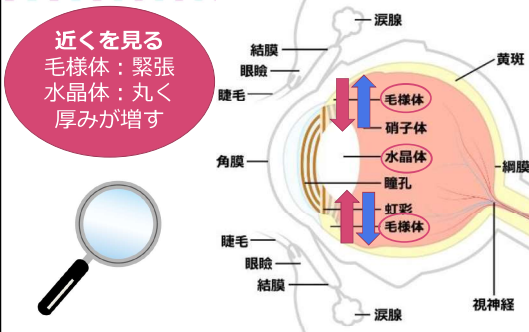 近くを見る
毛様体：緊張
水晶体：丸く
厚みが増す
涙腺
結膜
眼瞼
睫毛
角膜
睫毛
眼瞼
結膜
涙腺
黄斑
毛様体
硝子体
水晶体
瞳孔
虹彩
毛様体
綱膜
視神経